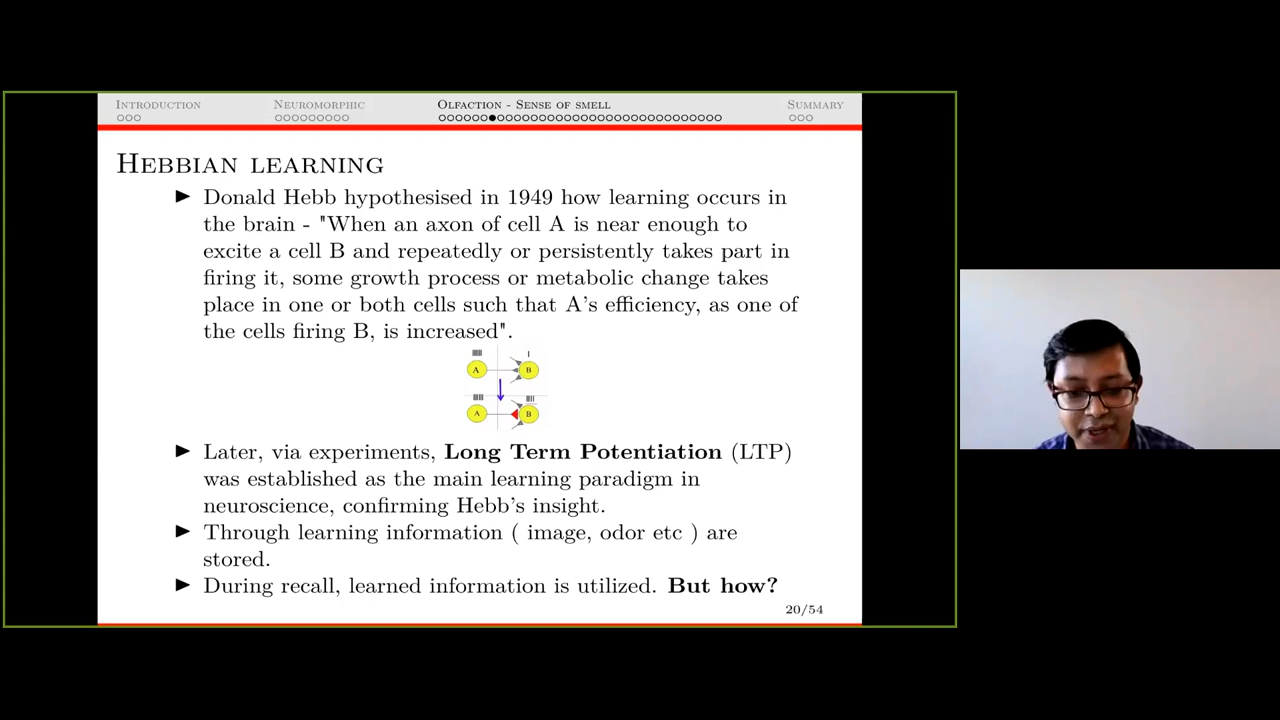 Introduction Neuromorphic Olfaction - Sense of smell Summary
Hebbian learning
Donald Hebb hypothesised in 1949 how learning occurs in
the brain - "When an axon of cell A is near enough to
excite a cell B and repeatedly or persistently takes part in
firing it, some growth process or metabolic change takes
place in one or both cells such that A's efficiency, as one of
the cells firing B, is increased".
A B
A B
Later, via experiments, Long Term Potentiation (LTP)
was established as the main learning paradigm in
neuroscience, confirming Hebb's insight.
Through learning information ( image, odor etc ) are
stored.
During recall, learned information is utilized. But how?
20/54